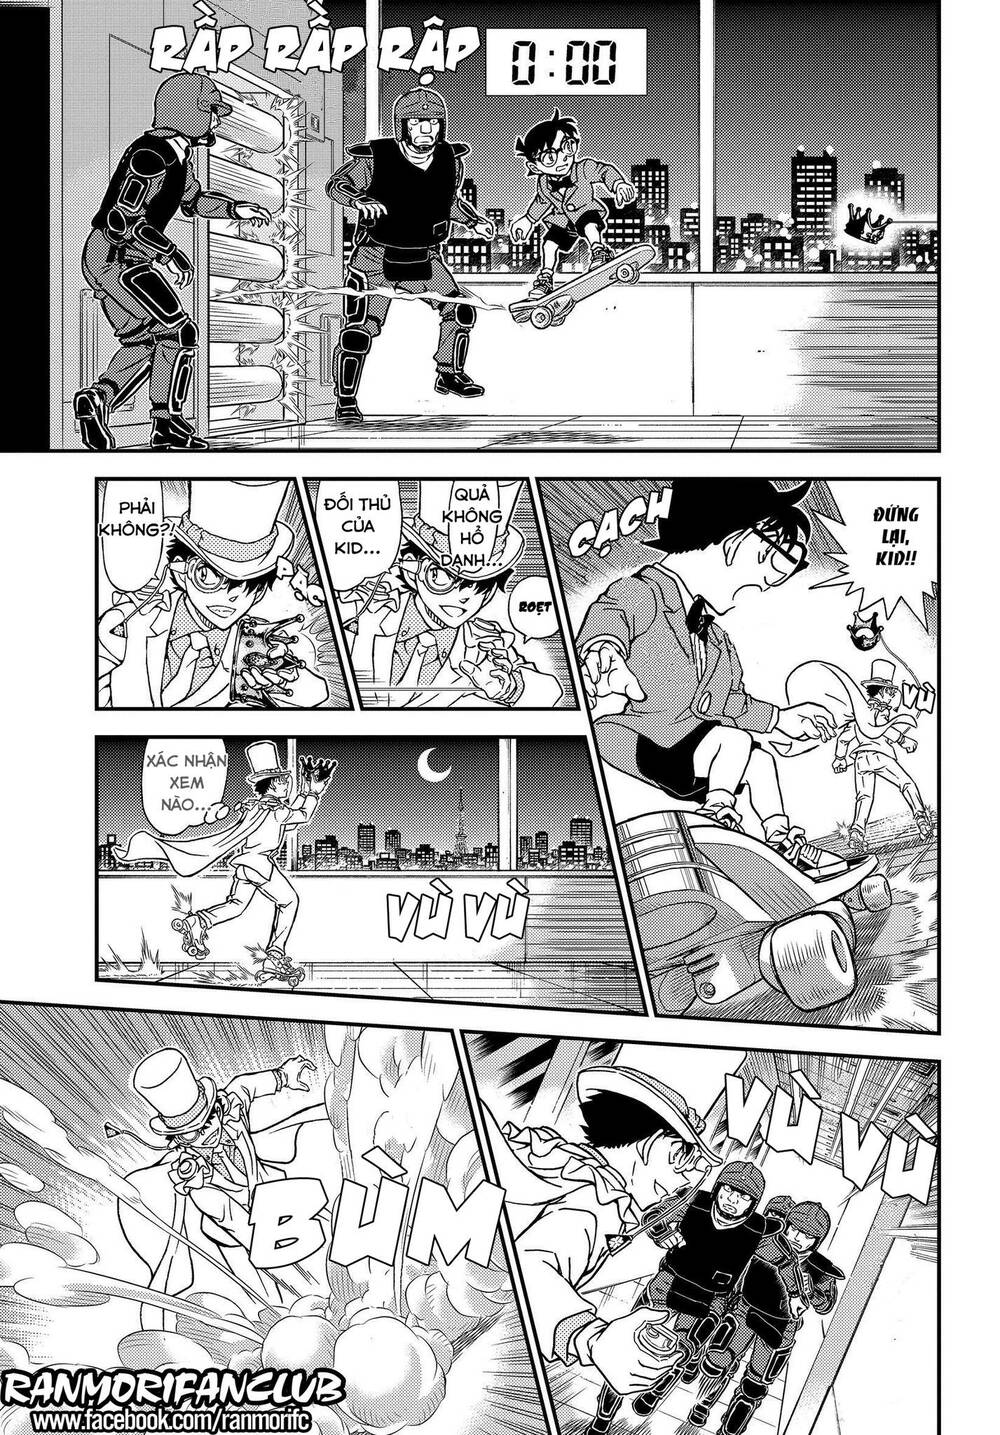 RẦP RẦP RẬP
0:00
ĐỨNG
LẠI,
KID!!
CẠCH
VÙ
QUẢ
KHÔNG
HỔ
DANH...
ĐỐI THỦ
CỦA
KID...
ROẸT
PHẢI
KHÔNG?!
XÁC NHẬN
XEM
NÀO...
VÙ VÙ
VÙ VÙ
BÙM
RANMORIFANCLUB
www.facebook.com/ranmorifc